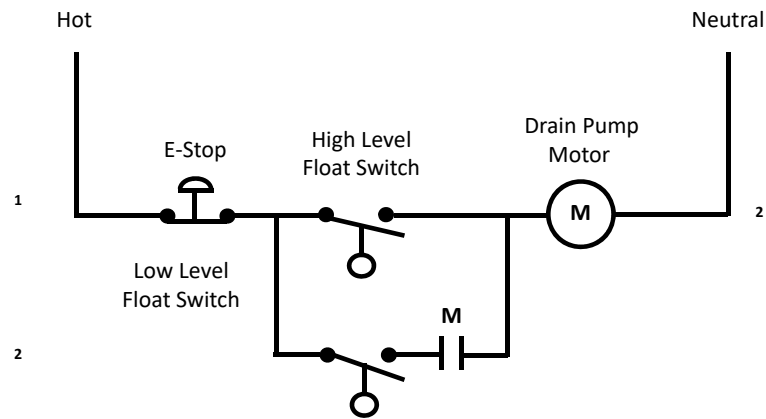 Hot
Neutral
E-Stop
High Level
Float Switch
Drain Pump
Motor
1
M
2
Low Level
Float Switch
M
2